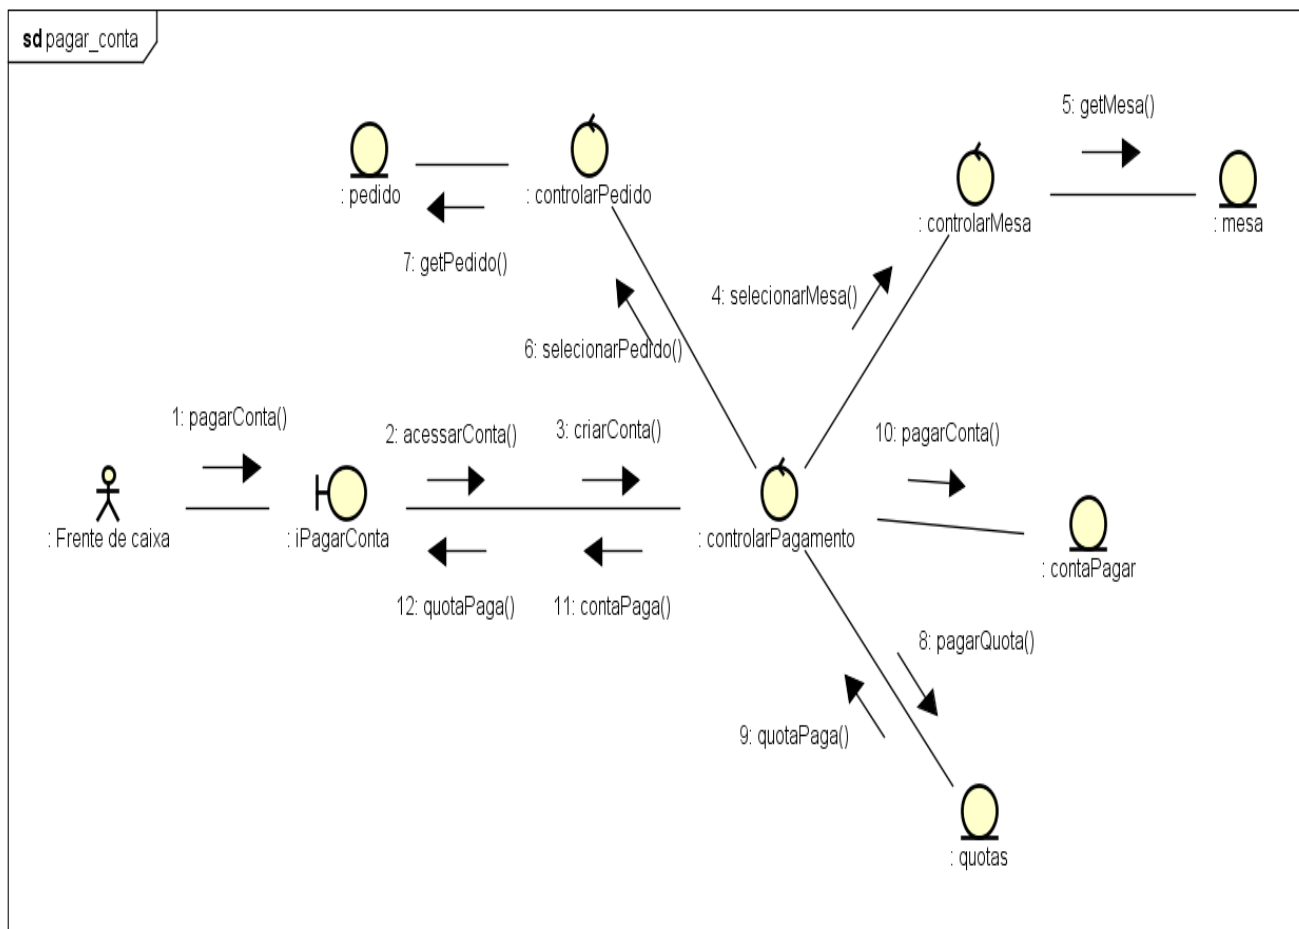 sd pagar_conta
5: getMesa()
: pedido
: controlarPedido
: controlarMesa
: mesa
7: getPedido()
4: selecionarMesa()
6: selecionarPedido()
1: pagarConta()
2: acessarConta()
3: criarConta()
10: pagarConta()
: Frente de caixa
: iPagarConta
: controlarPagamento
: contaPagar
12: quotaPaga()
11: contaPaga()
8: pagarQuota()
9: quotaPaga()
: quotas